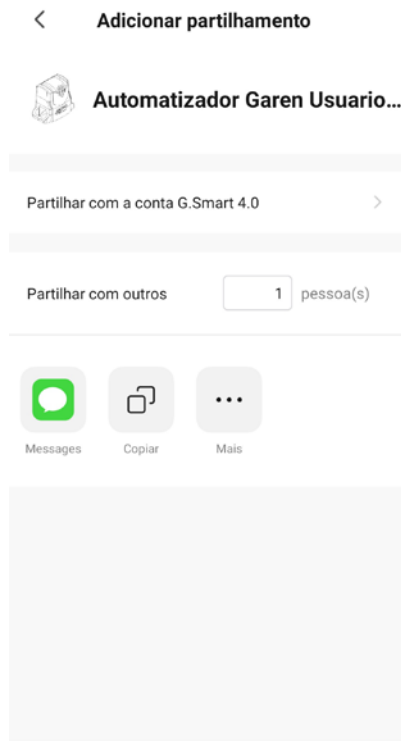 Adicionar partilhamento
Automatizador Garen Usuario...
Partilhar com a conta G.Smart 4.0
Partilhar com outros 1 pessoa(s)
Messages Copiar Mais